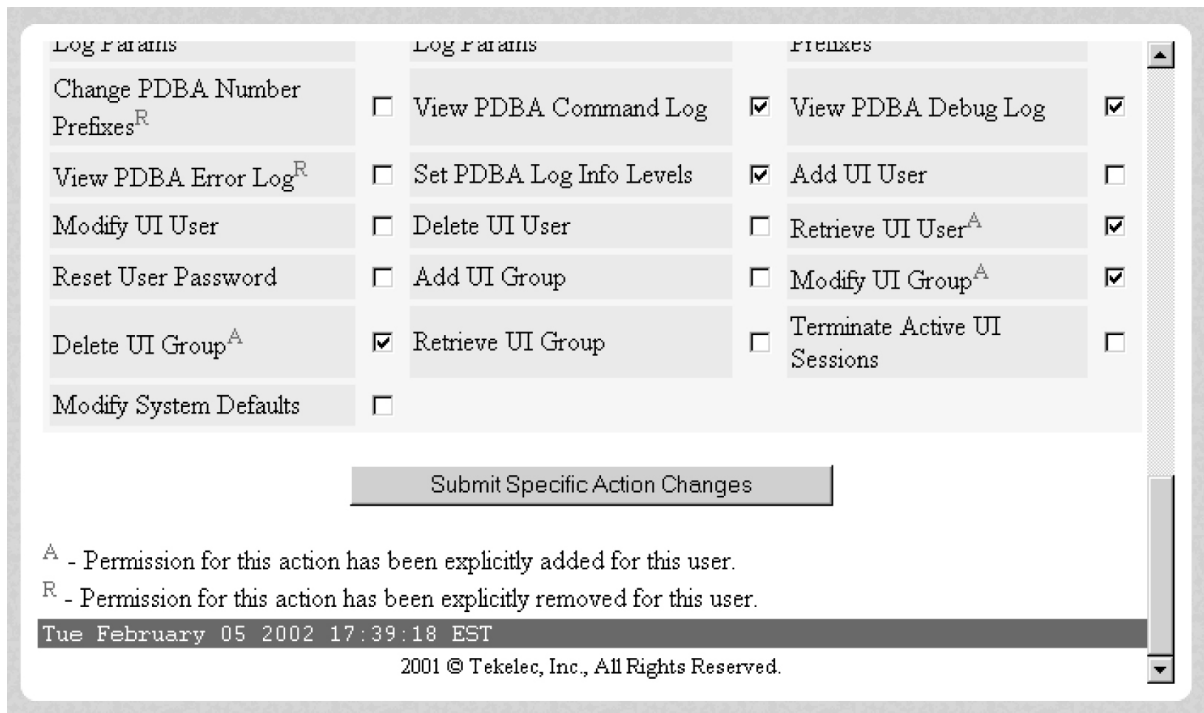 Log Params Log Params Prefixes
Change PDBA Number
Prefixes^R View PDBA Command Log View PDBA Debug Log
View PDBA Error Log^R Set PDBA Log Info Levels Add UI User
Modify UI User Delete UI User Retrieve UI User^A
Reset User Password Add UI Group Modify UI Group^A
Delete UI Group^A Retrieve UI Group Terminate Active UI
Sessions
Modify System Defaults
Submit Specific Action Changes
^A - Permission for this action has been explicitly added for this user.
^R - Permission for this action has been explicitly removed for this user.
Tue February 05 2002 17:39:18 EST
2001 © Tekelec, Inc., All Rights Reserved.